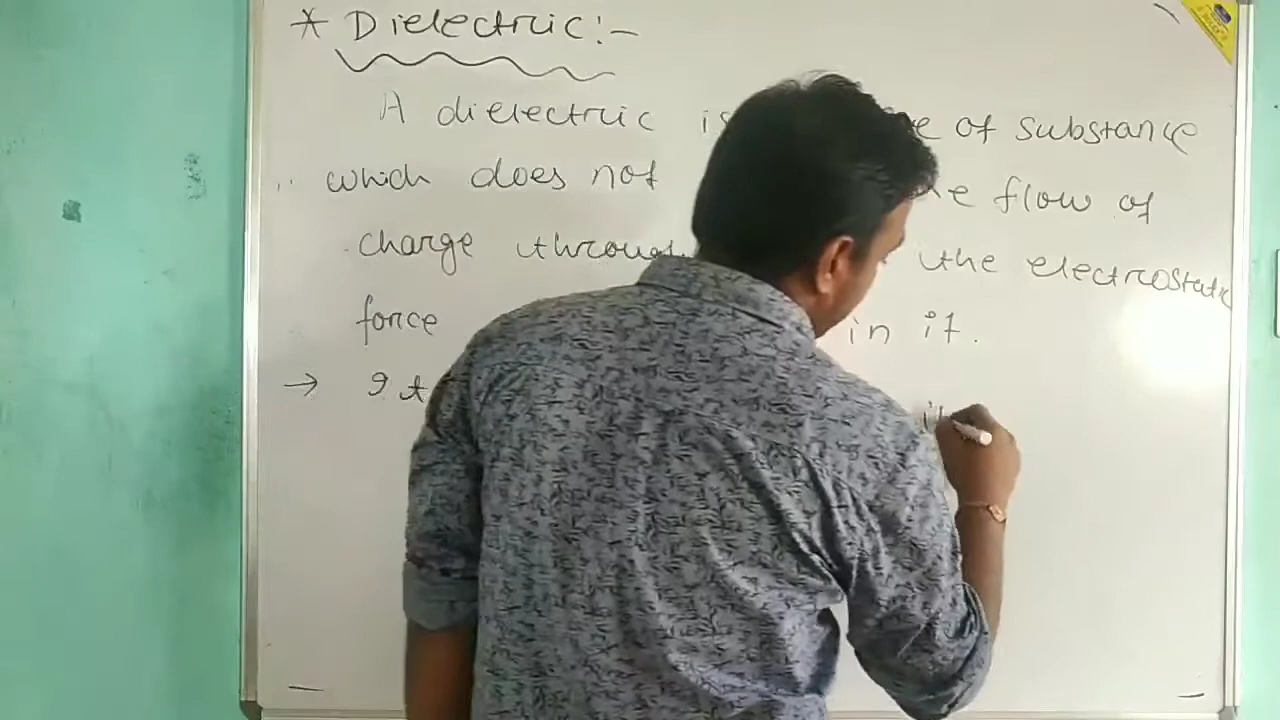 * Dielectric:-
A dielectric is of substance
which does not flow of
charge through the electrostatic
force in it.
→ It